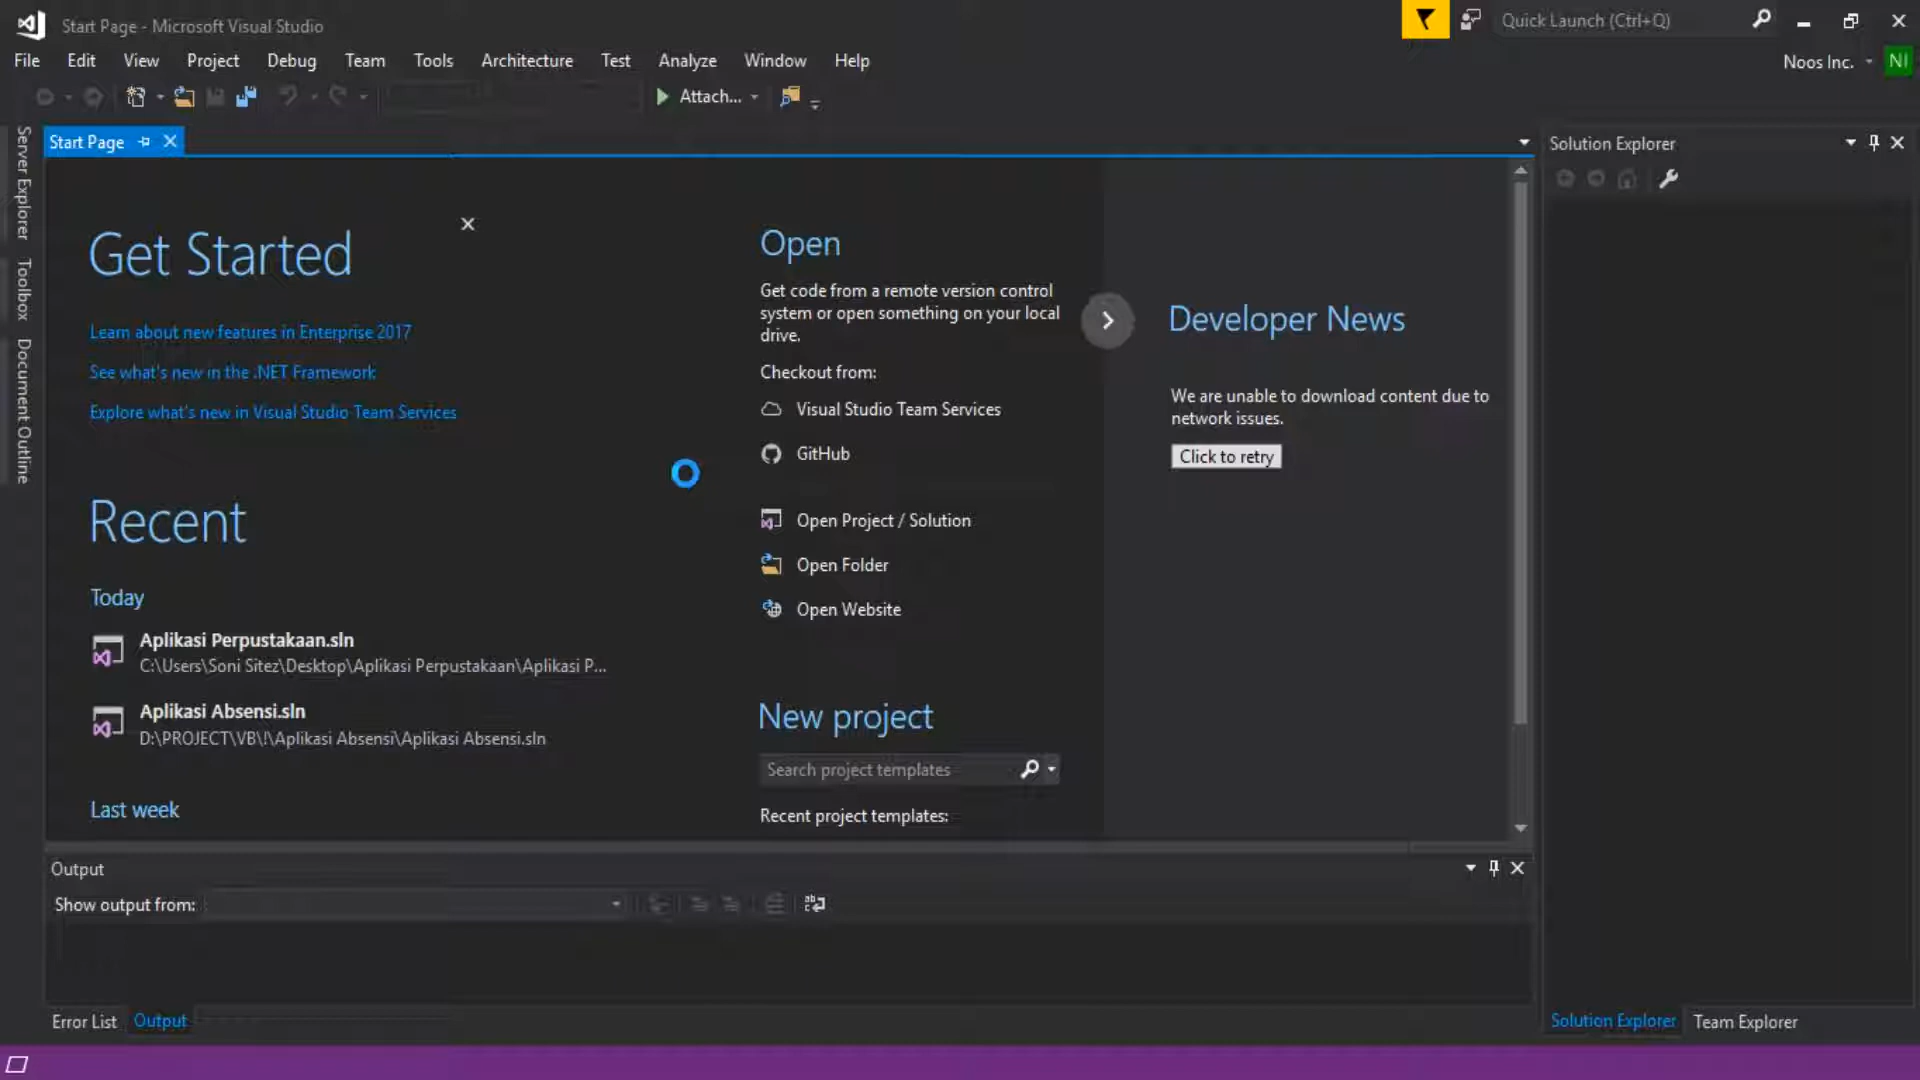 Start Page - Microsoft Visual Studio
Quick Launch (Ctrl+Q)
File Edit View Project Debug Team Tools Architecture Test Analyze Window Help
Noos Inc.
NI
Attach...
Server Explorer
Toolbox
Document Outline
Start Page
Get Started
Learn about new features in Enterprise 2017
See what's new in the .NET Framework
Explore what's new in Visual Studio Team Services
Recent
Today
Aplikasi Perpustakaan.sln
C:\Users\Soni Sitez\Desktop\Aplikasi Perpustakaan\Aplikasi P...
Aplikasi Absensi.sln
D:\PROJECT\VB\!\Aplikasi Absensi\Aplikasi Absensi.sln
Last week
Open
Get code from a remote version control
system or open something on your local
drive.
Checkout from:
Visual Studio Team Services
GitHub
Open Project / Solution
Open Folder
Open Website
New project
Search project templates
Recent project templates:
Developer News
We are unable to download content due to
network issues.
Click to retry
Solution Explorer
Output
Show output from:
Error List Output
Solution Explorer Team Explorer